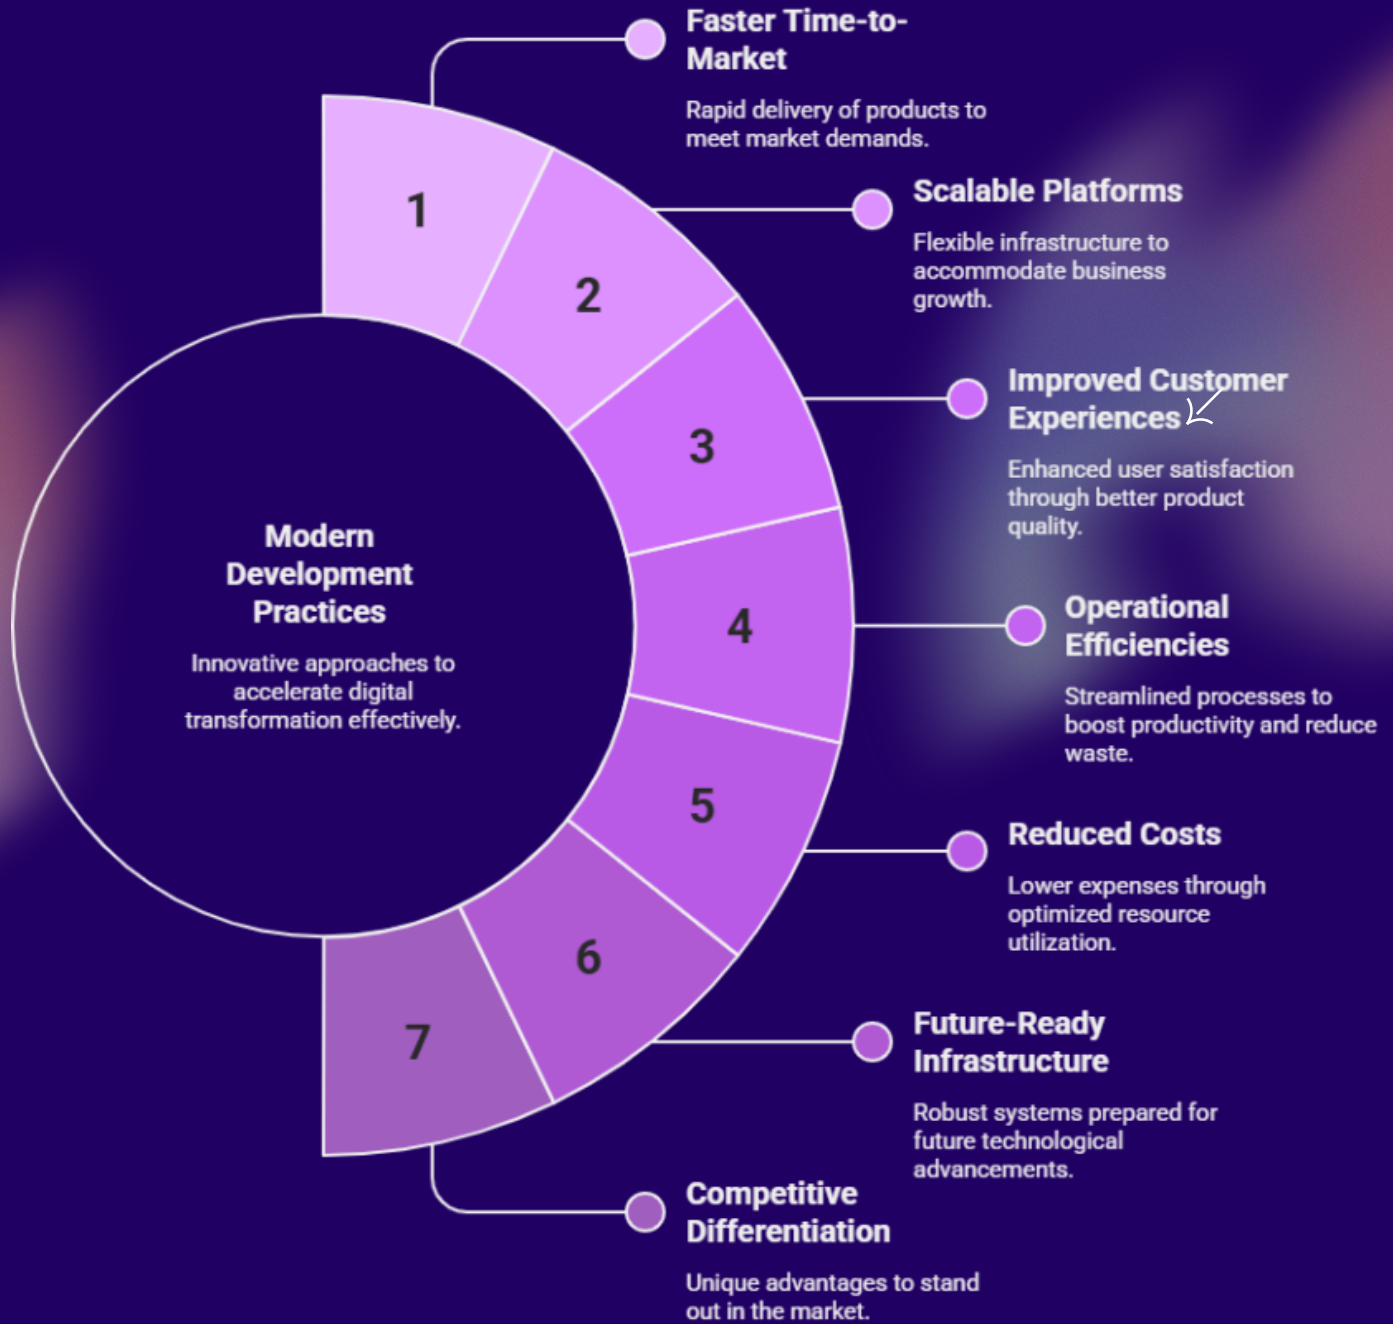 Faster Time-to-
Market
Rapid delivery of products to
meet market demands.
1
Scalable Platforms
Flexible infrastructure to
accommodate business
growth.
2
Improved Customer
Experiences
Enhanced user satisfaction
through better product
quality.
3
Modern
Development
Practices
Innovative approaches to
accelerate digital
transformation effectively.
4
Operational
Efficiencies
Streamlined processes to
boost productivity and reduce
waste.
5
Reduced Costs
Lower expenses through
optimized resource
utilization.
6
Future-Ready
Infrastructure
Robust systems prepared for
future technological
advancements.
7
Competitive
Differentiation
Unique advantages to stand
out in the market.